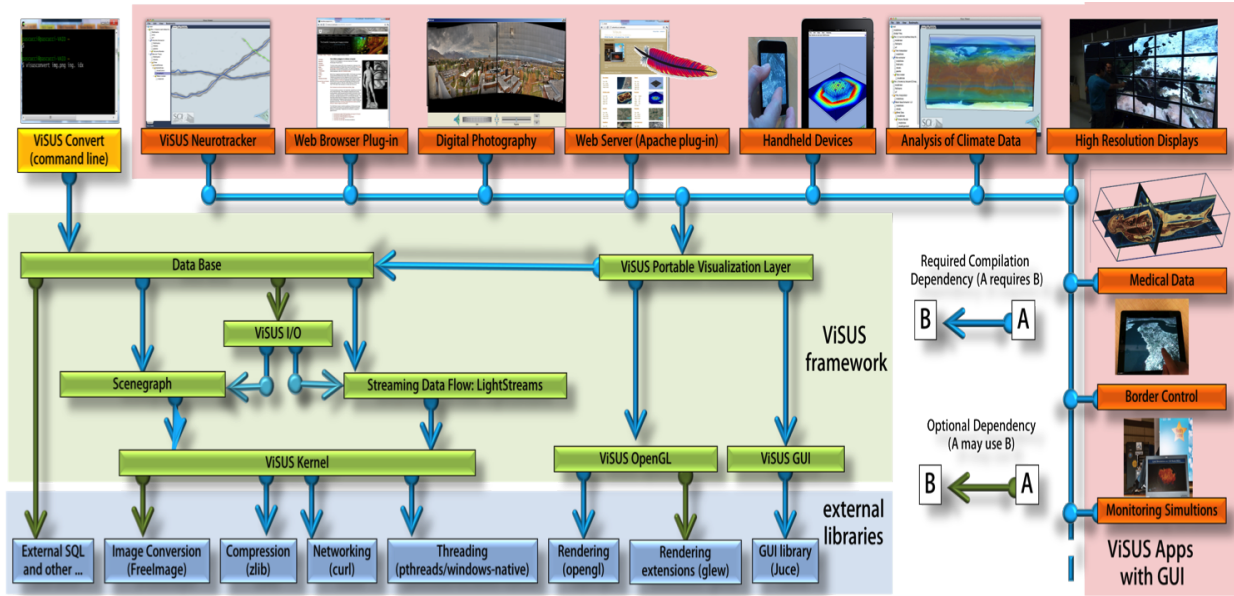 ViSUS Convert
(command line)
ViSUS Neurotracker
Web Browser Plug-in
Digital Photography
Web Server (Apache plug-in)
Handheld Devices
Analysis of Climate Data
High Resolution Displays
Data Base
ViSUS Portable Visualization Layer
ViSUS I/O
Scenegraph
Streaming Data Flow: LightStreams
ViSUS
framework
ViSUS Kernel
ViSUS OpenGL
ViSUS GUI
external
libraries
External SQL
and other ...
Image Conversion
(FreeImage)
Compression
(zlib)
Networking
(curl)
Threading
(pthreads/windows-native)
Rendering
(opengl)
Rendering
extensions (glew)
GUI library
(Juce)
Required Compilation
Dependency (A requires B)
B
A
Optional Dependency
(A may use B)
B
A
Medical Data
Border Control
Monitoring Simultions
ViSUS Apps
with GUI